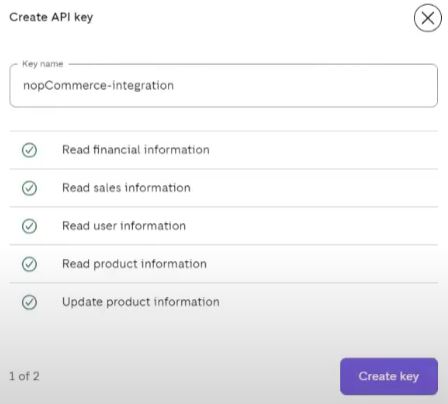 Create API key
Key name
nopCommerce-integration
Read financial information
Read sales information
Read user information
Read product information
Update product information
1 of 2
Create key